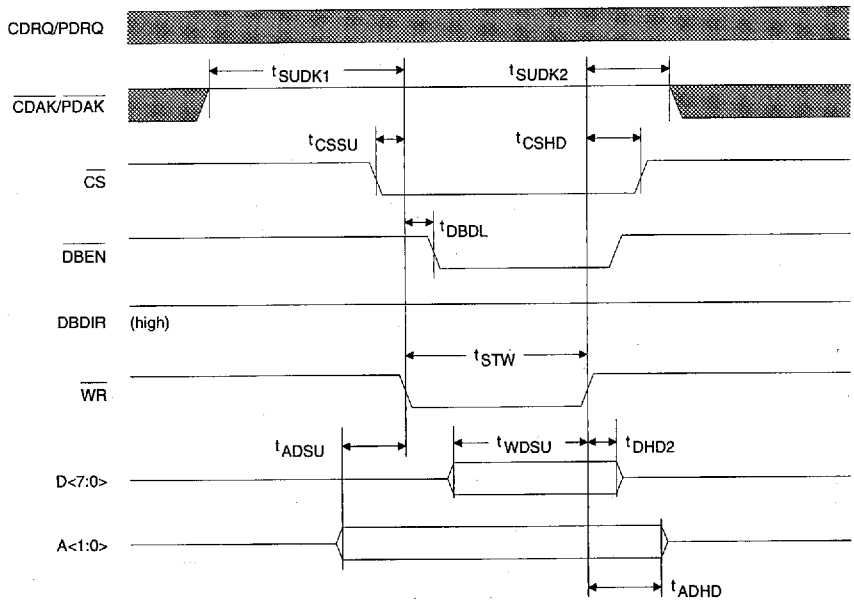 CDRQ/PDRQ
tSUDK1
tSUDK2
CDAK/PDAK
tCSSU
tCSHD
CS
tDBDL
DBEN
DBDIR (high)
tSTW
WR
tADSU
tWDSU
tDHD2
D<7:0>
A<1:0>
tADHD